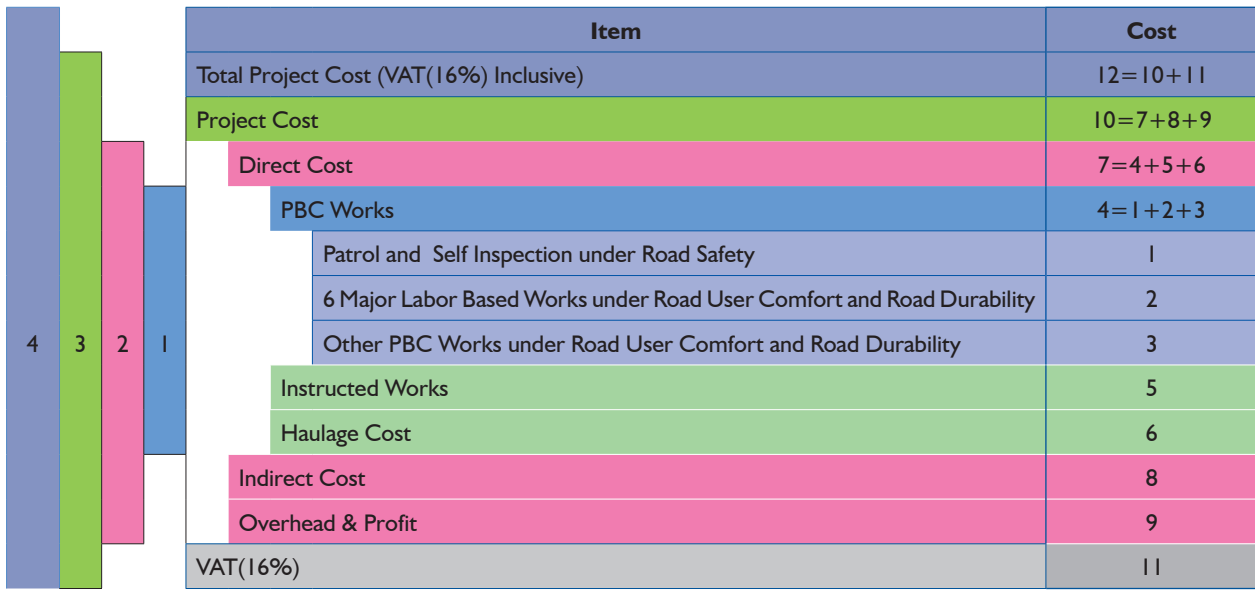 Item Cost
Total Project Cost (VAT(16%) Inclusive) 12=10+11
Project Cost 10=7+8+9
Direct Cost 7=4+5+6
PBC Works 4=1+2+3
Patrol and Self Inspection under Road Safety 1
6 Major Labor Based Works under Road User Comfort and Road Durability 2
4 3 2 1 Other PBC Works under Road User Comfort and Road Durability 3
Instructed Works 5
Haulage Cost 6
Indirect Cost 8
Overhead & Profit 9
VAT(16%) 11